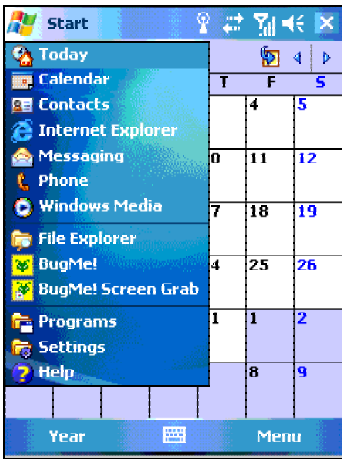 Start
Today
Calendar
T F S
Contacts
4 5
Internet Explorer
Messaging
0 11 12
Phone
Windows Media
7 18 19
File Explorer
BugMe!
4 25 26
BugMe! Screen Grab
Programs
1 1 2
Settings
Help
8 9
Year Menu